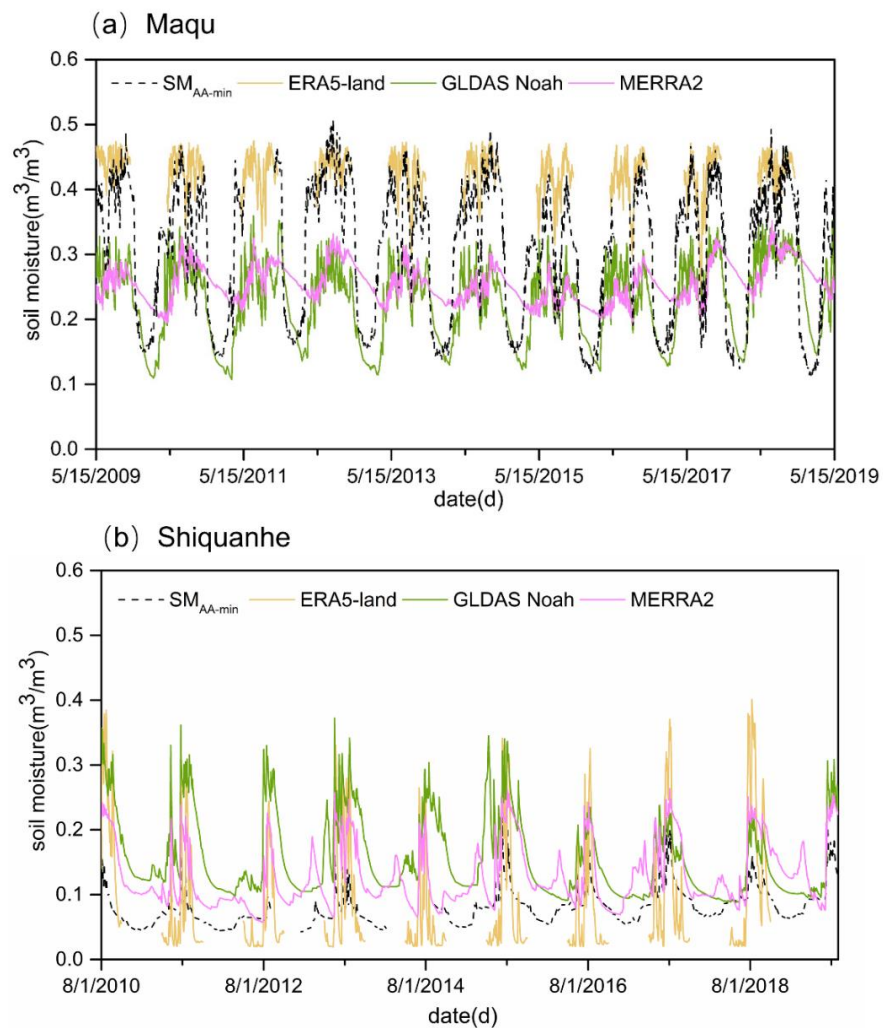 (a) Maqu
SM_AA-min ERA5-land GLDAS Noah MERRA2
soil moisture(m³/m³)
0.6
0.5
0.4
0.3
0.2
0.1
0.0
5/15/2009 5/15/2011 5/15/2013 5/15/2015 5/15/2017 5/15/2019
date(d)
(b) Shiquanhe
SM_AA-min ERA5-land GLDAS Noah MERRA2
soil moisture(m³/m³)
0.6
0.5
0.4
0.3
0.2
0.1
0.0
8/1/2010 8/1/2012 8/1/2014 8/1/2016 8/1/2018
date(d)